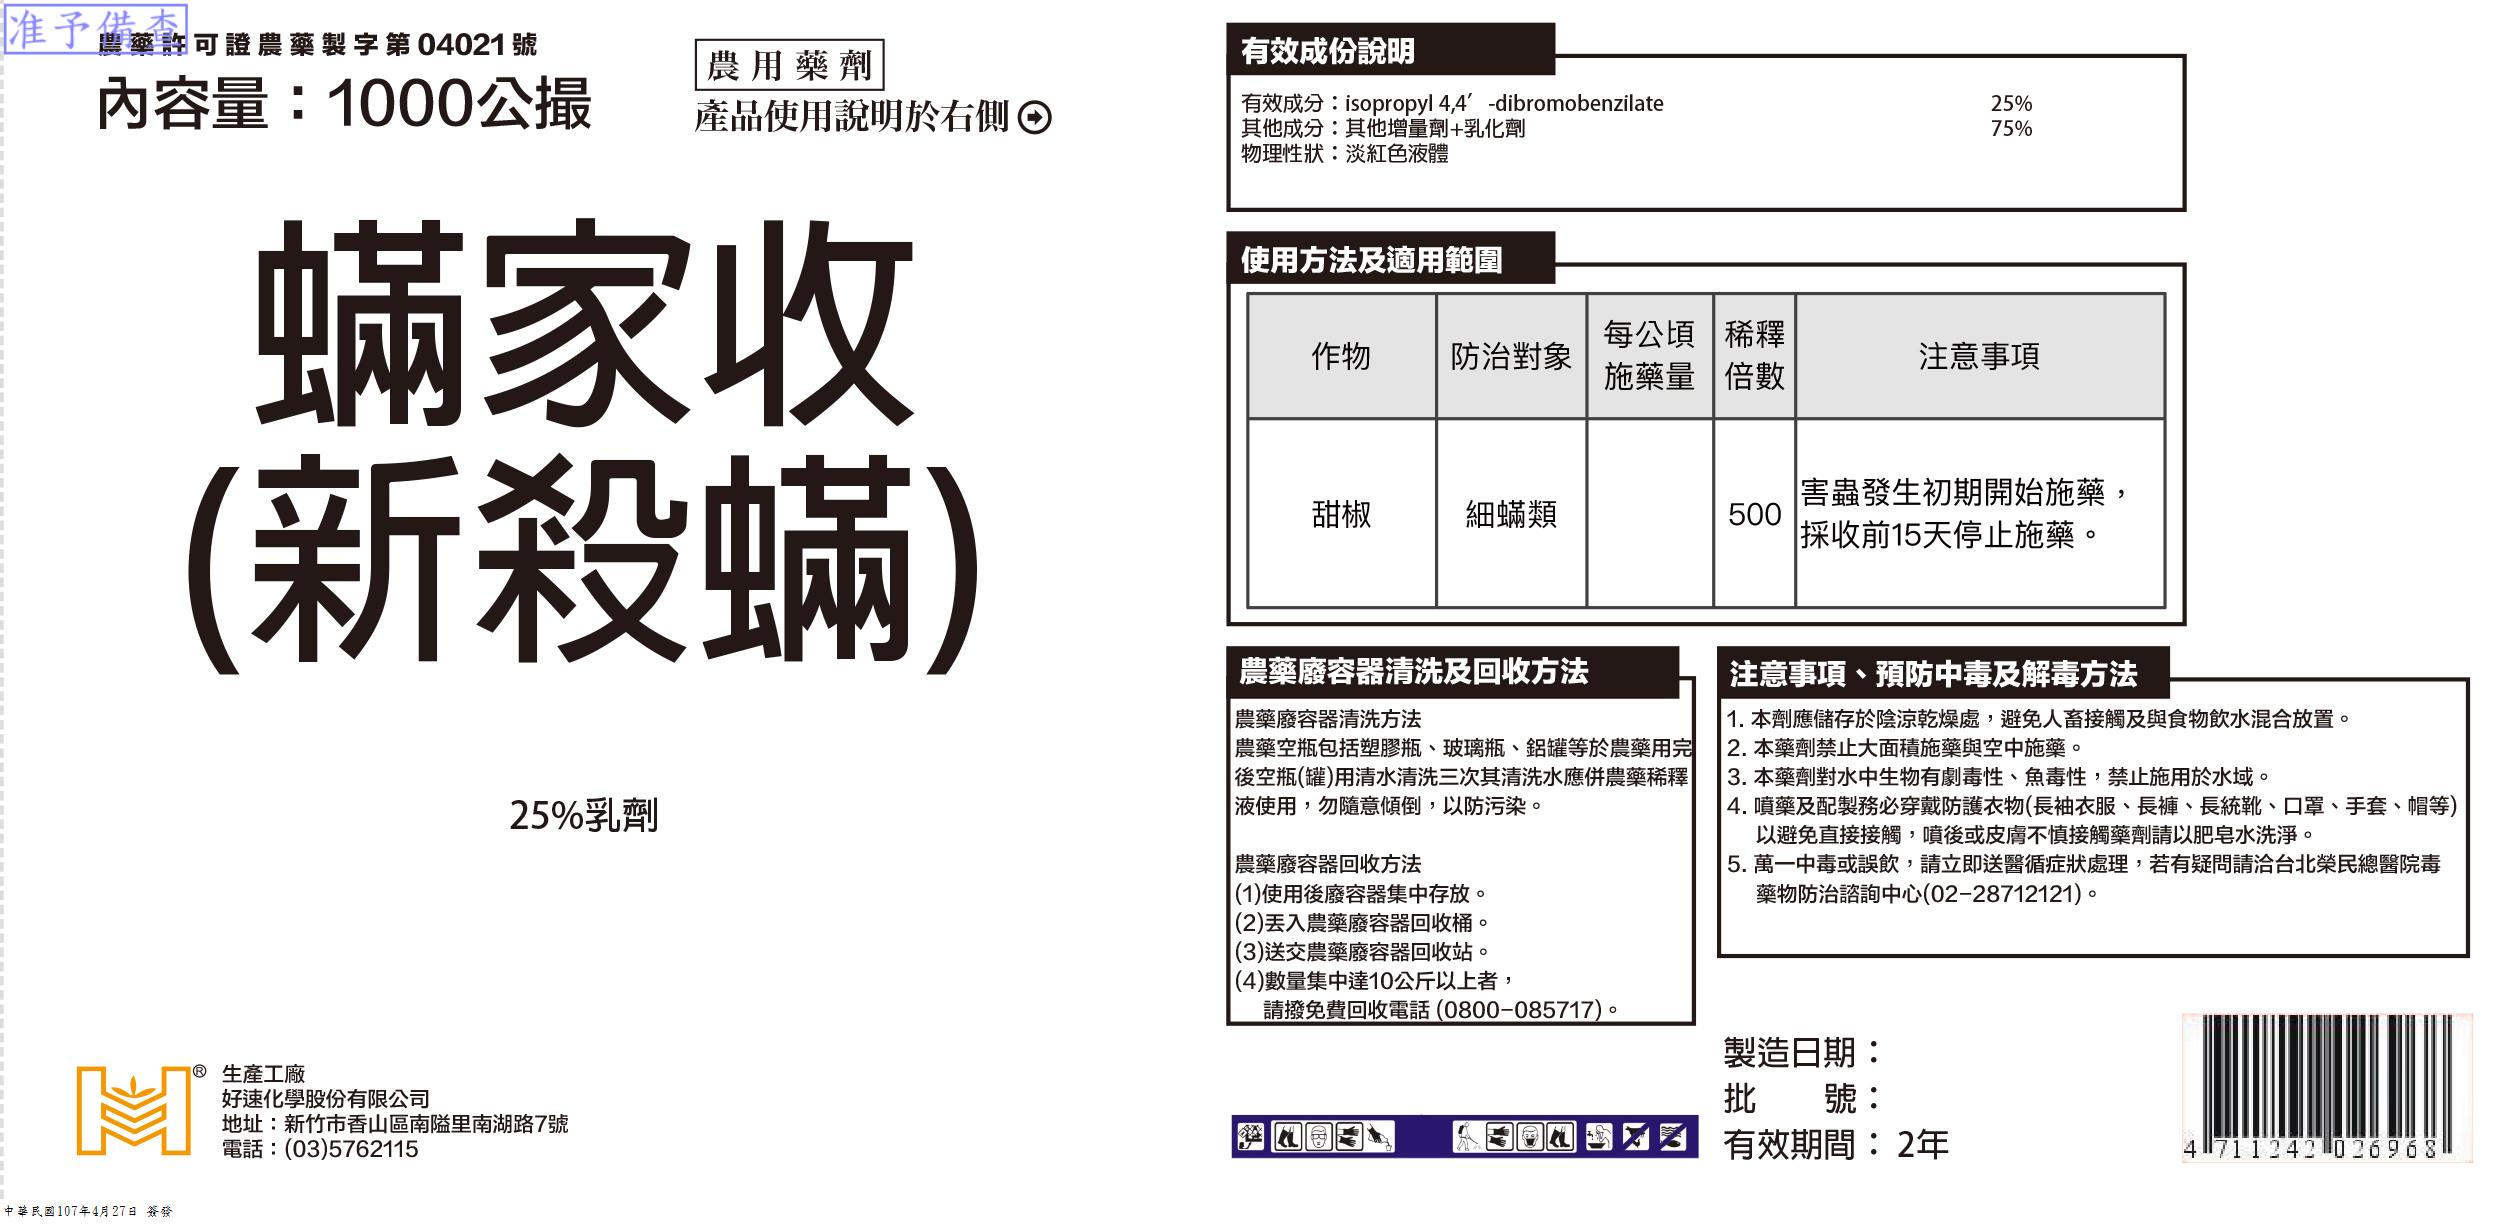 准予備查
農藥許可證農藥製字第04021號
內容量：1000公撮
農用藥劑
產品使用說明於右側
蟎家收
(新殺蟎)
25%乳劑
®
生產工廠
好速化學股份有限公司
地址：新竹市香山區南隘里南湖路7號
電話：(03)5762115
中華民國107年4月27日 簽發
有效成份說明
有效成分：isopropyl 4,4′-dibromobenzilate 25%
其他成分：其他增量劑+乳化劑 75%
物理性狀：淡紅色液體
使用方法及適用範圍
作物 防治對象 每公頃施藥量 稀釋倍數 注意事項
甜椒 細蟎類 500 害蟲發生初期開始施藥，
採收前15天停止施藥。
農藥廢容器清洗及回收方法
農藥廢容器清洗方法
農藥空瓶包括塑膠瓶、玻璃瓶、鋁罐等於農藥用完
後空瓶(罐)用清水清洗三次其清洗水應併農藥稀釋
液使用，勿隨意傾倒，以防污染。
農藥廢容器回收方法
(1)使用後廢容器集中存放。
(2)丟入農藥廢容器回收桶。
(3)送交農藥廢容器回收站。
(4)數量集中達10公斤以上者，
請撥免費回收電話 (0800-085717)。
注意事項、預防中毒及解毒方法
1. 本劑應儲存於陰涼乾燥處，避免人畜接觸及與食物飲水混合放置。
2. 本藥劑禁止大面積施藥與空中施藥。
3. 本藥劑對水中生物有劇毒性、魚毒性，禁止施用於水域。
4. 噴藥及配製務必穿戴防護衣物(長袖衣服、長褲、長統靴、口罩、手套、帽等)
以避免直接接觸，噴後或皮膚不慎接觸藥劑請以肥皂水洗淨。
5. 萬一中毒或誤飲，請立即送醫循症狀處理，若有疑問請洽台北榮民總醫院毒
藥物防治諮詢中心(02-28712121)。
製造日期：
批 號：
有效期間：2年
4 711242 026968